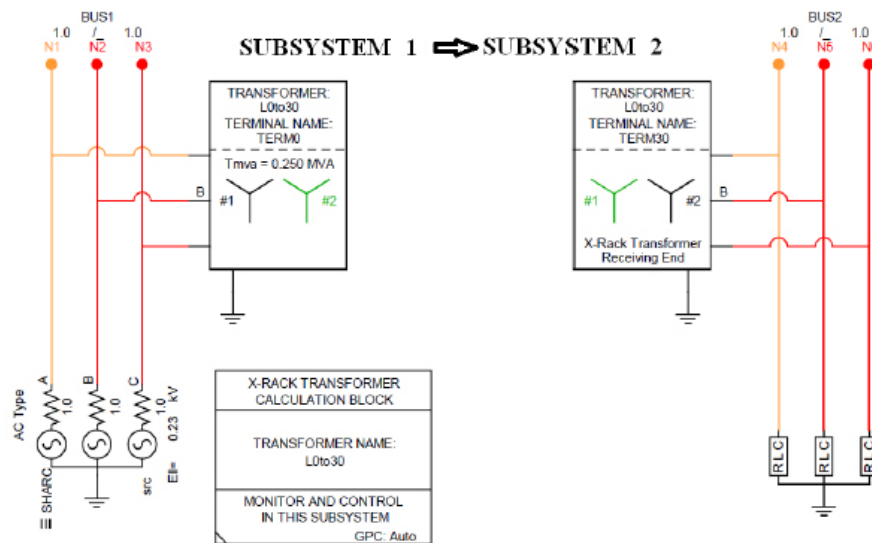 BUS1
1.0 /_ 1.0
N1 N2 N3
SUBSYSTEM 1 ⇒ SUBSYSTEM 2
BUS2
1.0 /_ 1.0
N4 N5
TRANSFORMER:
L0to30
TERMINAL NAME:
TERM0
Tmva = 0.250 MVA
B
#1 #2
TRANSFORMER:
L0to30
TERMINAL NAME:
TERM30
B
#1 #2
X-Rack Transformer
Receiving End
AC Type
A B C
1.0 1.0 1.0
≡ SHARC
src
Ell= 0.23 kV
X-RACK TRANSFORMER
CALCULATION BLOCK
TRANSFORMER NAME:
L0to30
MONITOR AND CONTROL
IN THIS SUBSYSTEM
GPC: Auto
RLC RLC RLC